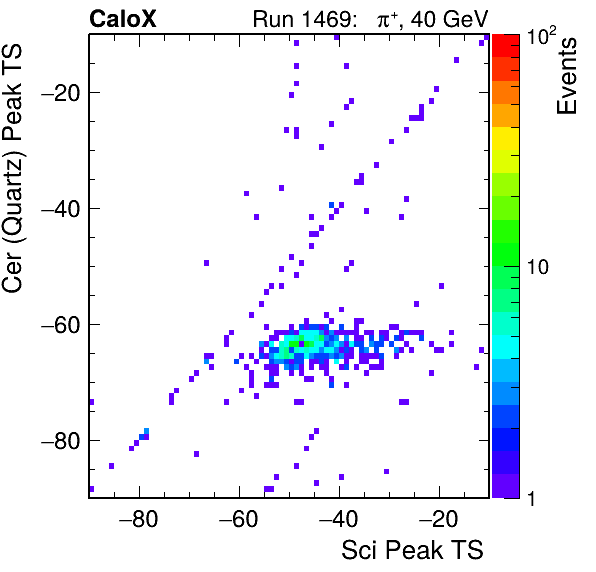 CaloX Run 1469: π⁺, 40 GeV
Cer (Quartz) Peak TS
−20
−40
−60
−80
−80 −60 −40 −20
Sci Peak TS
10²
10
1
Events